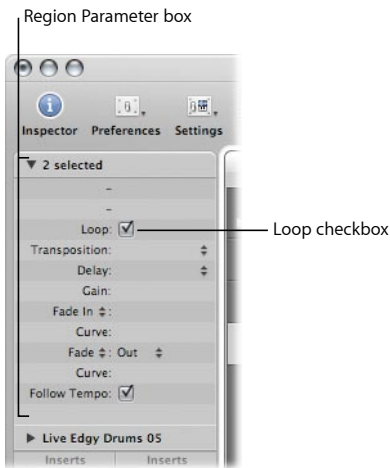 Region Parameter box
Inspector Preferences Settings
▼ 2 selected
-
-
Loop:
Loop checkbox
Transposition:
Delay:
Gain:
Fade In:
Curve:
Fade: Out
Curve:
Follow Tempo:
▶ Live Edgy Drums 05
Inserts Inserts